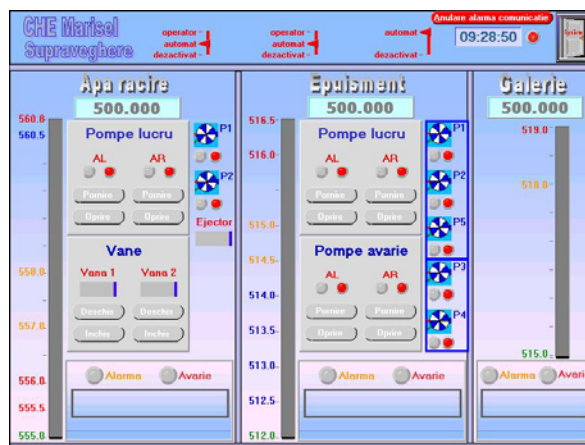 CHE Marisel
Supraveghere
operator
automat
dezactivat
operator
automat
dezactivat
automat
dezactivat
Anulare alarma comunicatie
09:28:50
Apa racire
500.000
560.8
560.5
558.0
557.0
556.0
555.5
555.0
Pompe lucru
AL AR
Pornire Pornire
Oprire Oprire
P1
P2
Ejector
Vane
Vana 1 Vana 2
Deschis Deschis
Inchis Inchis
Alarma Avarie
Epuisment
500.000
516.5
516.0
515.0
514.5
514.0
513.5
513.0
512.5
512.0
Pompe lucru
AL AR
Pornire Pornire
Oprire Oprire
P1
P2
P5
Pompe avarie
AL AR
Pornire Pornire
Oprire Oprire
P3
P4
Alarma Avarie
Galerie
500.000
519.0
518.0
515.0
Alarma Avarie